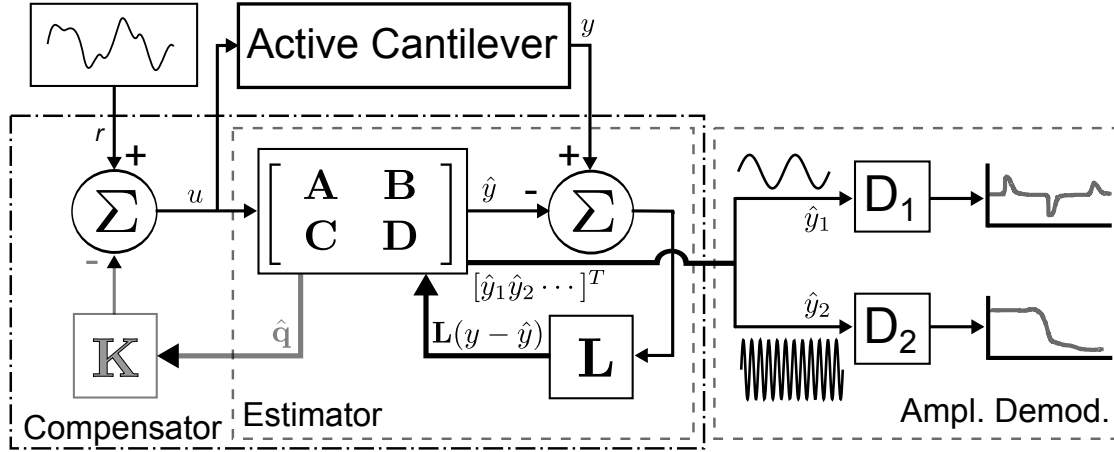 Active Cantilever
y
r
+
+
u
A B
ŷ
-
Σ
Σ
C D
D₁
ŷ₁
-
[ŷ₁ŷ₂ ⋯]ᵀ
q̂
L(y − ŷ)
ŷ₂
K
L
D₂
Estimator
Compensator
Ampl. Demod.